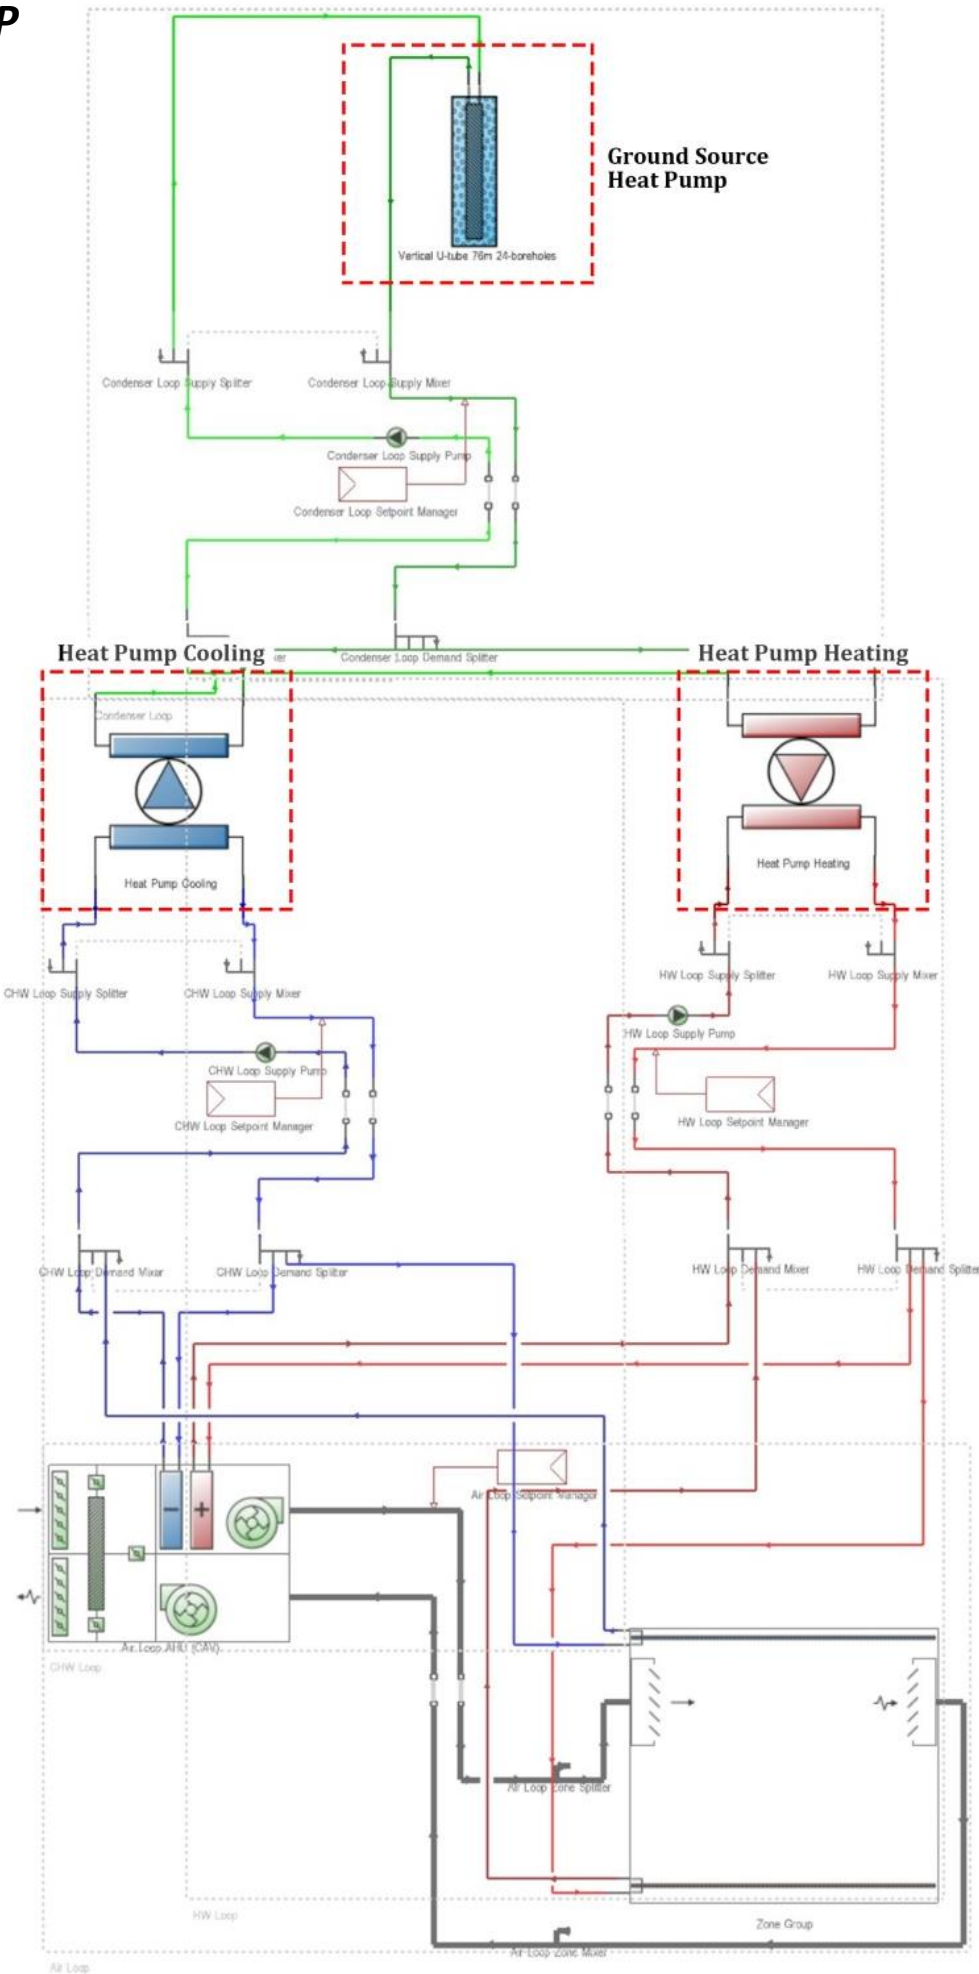 P
Ground Source
Heat Pump
Vertical U-tube 76m 24-boreholes
Condenser Loop Supply Splitter
Condenser Loop Supply Mixer
Condenser Loop Supply Pump
Condenser Loop Setpoint Manager
Heat Pump Cooling
ker
Condenser Loop Demand Splitter
Heat Pump Heating
Condenser Loop
Heat Pump Cooling
Heat Pump Heating
CHW Loop Supply Splitter
CHW Loop Supply Mixer
HW Loop Supply Splitter
HW Loop Supply Mixer
CHW Loop Supply Pump
HW Loop Supply Pump
CHW Loop Setpoint Manager
HW Loop Setpoint Manager
CHW Loop Demand Mixer
CHW Loop Demand Splitter
HW Loop Demand Mixer
HW Loop Demand Splitter
Air Loop Setpoint Manager
Air Loop AHU (CAV)
CHW Loop
Air Loop Zone Splitter
HW Loop
Zone Group
Air Loop Zone Mixer
Air Loop